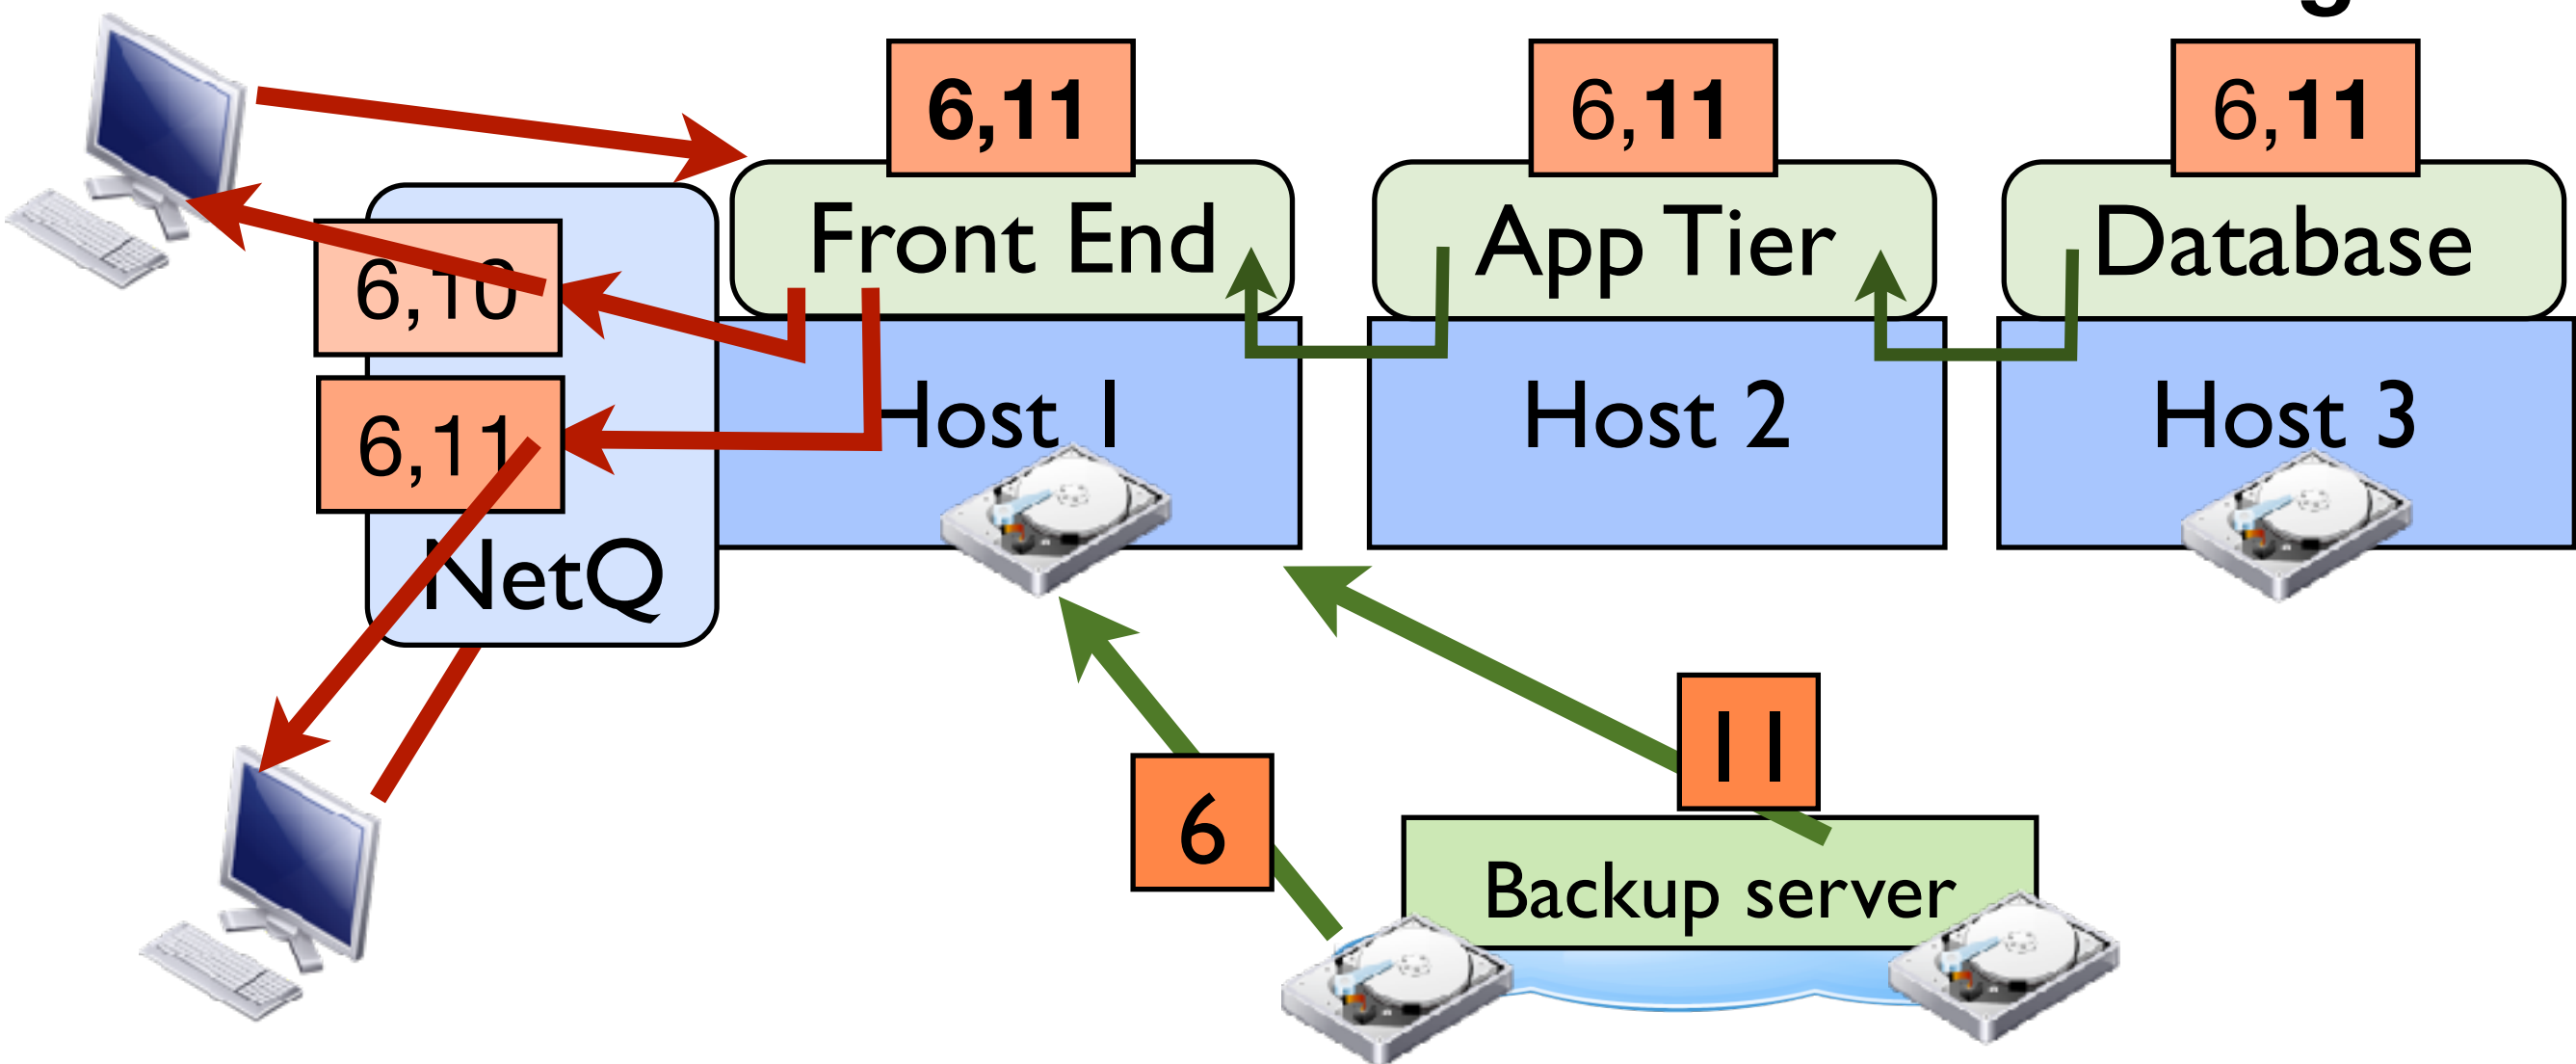 g
6,11
6,11
6,11
Front End
App Tier
Database
6,10
6,11
NetQ
Host 1
Host 2
Host 3
11
6
Backup server